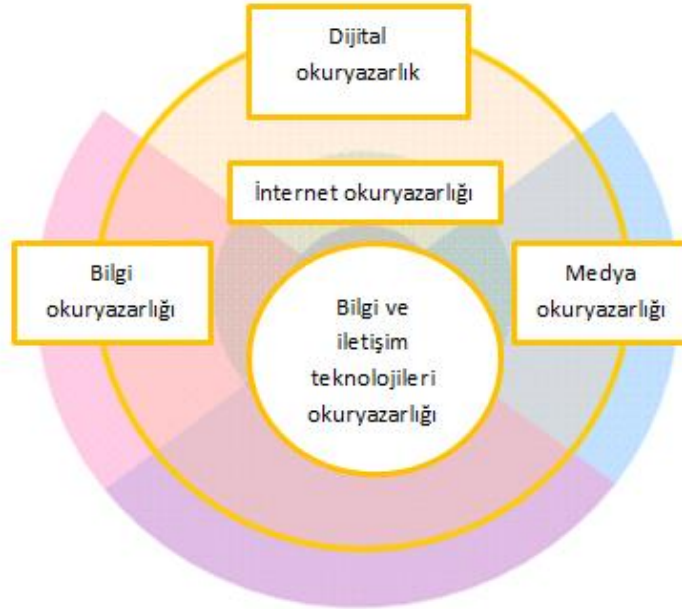 Dijital
okuryazarlık
İnternet okuryazarlığı
Bilgi
okuryazarlığı
Medya
okuryazarlığı
Bilgi ve
iletişim
teknolojileri
okuryazarlığı